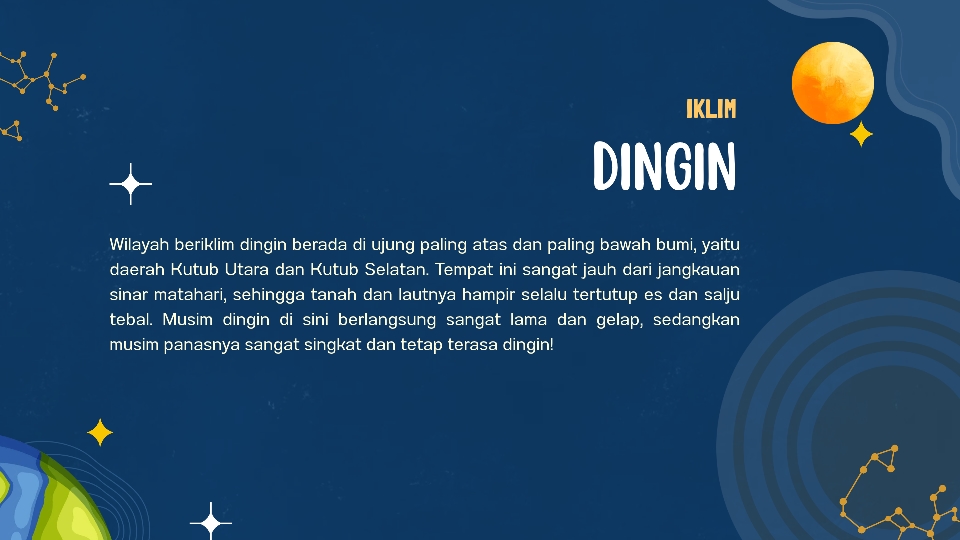 IKLIM
DINGIN
Wilayah beriklim dingin berada di ujung paling atas dan paling bawah bumi, yaitu
daerah Kutub Utara dan Kutub Selatan. Tempat ini sangat jauh dari jangkauan
sinar matahari, sehingga tanah dan lautnya hampir selalu tertutup es dan salju
tebal. Musim dingin di sini berlangsung sangat lama dan gelap, sedangkan
musim panasnya sangat singkat dan tetap terasa dingin!